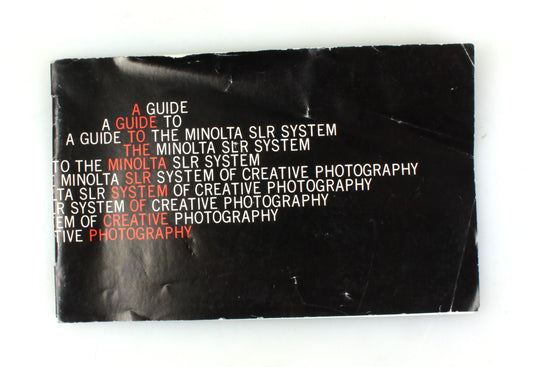 A GUIDE
A GUIDE TO
A GUIDE TO THE MINOLTA SLR SYSTEM
THE MINOLTA SLR SYSTEM
TO THE MINOLTA SLR SYSTEM
MINOLTA SLR SYSTEM OF CREATIVE PHOTOGRAPHY
LTA SLR SYSTEM OF CREATIVE PHOTOGRAPHY
LR SYSTEM OF CREATIVE PHOTOGRAPHY
EM OF CREATIVE PHOTOGRAPHY
TIVE PHOTOGRAPHY